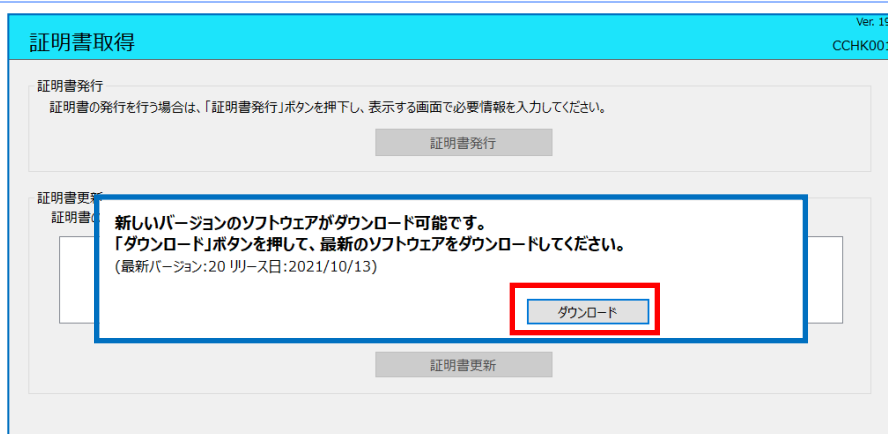 Ver. 19
証明書取得
CCHK001
証明書発行
証明書の発行を行う場合は、「証明書発行」ボタンを押下し、表示する画面で必要情報を入力してください。
証明書発行
証明書更新
証明書の
新しいバージョンのソフトウェアがダウンロード可能です。
「ダウンロード」ボタンを押して、最新のソフトウェアをダウンロードしてください。
(最新バージョン:20 リリース日:2021/10/13)
ダウンロード
証明書更新